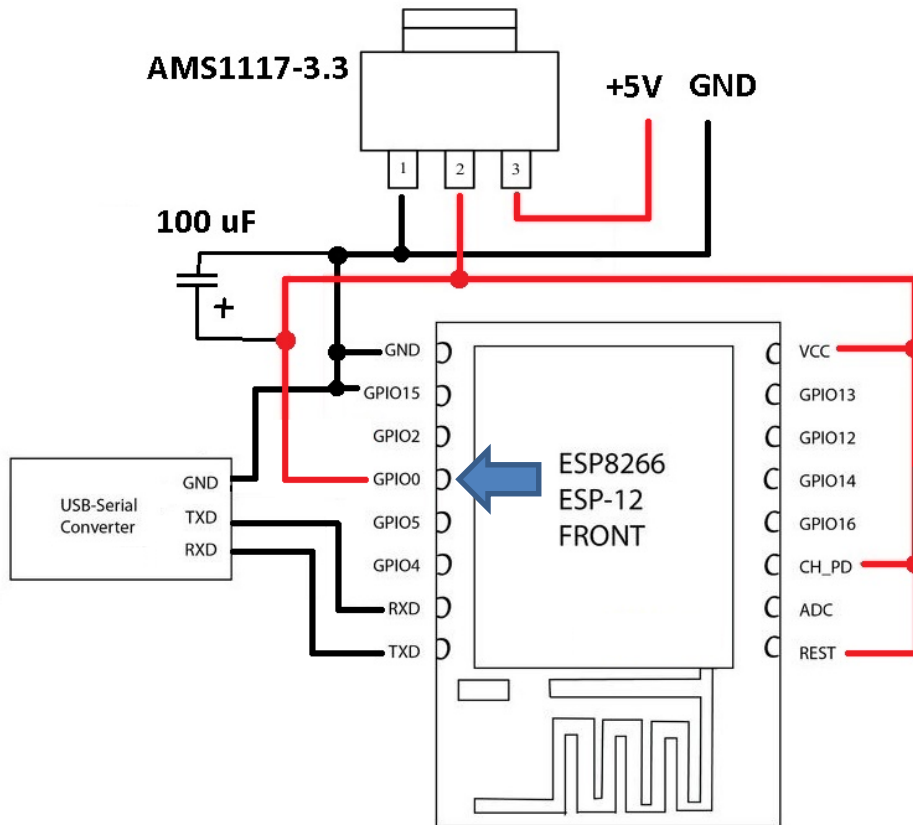 AMS1117-3.3
+5V GND
1 2 3
100 uF
+
GND
GPIO15
GPIO2
GPIO0
GPIO5
GPIO4
RXD
TXD
USB-Serial
Converter
GND
TXD
RXD
ESP8266
ESP-12
FRONT
VCC
GPIO13
GPIO12
GPIO14
GPIO16
CH_PD
ADC
REST